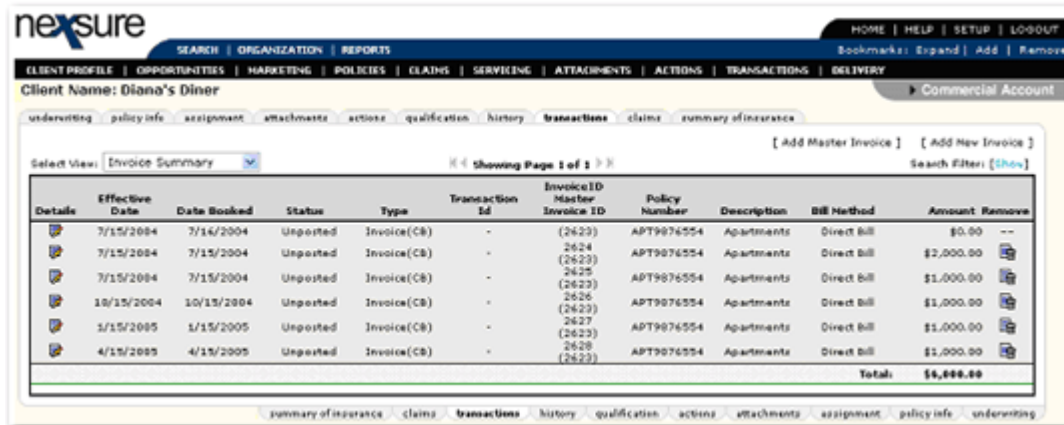 nexsure
HOME | HELP | SETUP | LOGOUT
SEARCH | ORGANIZATION | REPORTS
Bookmarks: Expand | Add | Remove
CLIENT PROFILE | OPPORTUNITIES | MARKETING | POLICIES | CLAIMS | SERVICING | ATTACHMENTS | ACTIONS | TRANSACTIONS | DELIVERY
Client Name: Diana's Diner
Commercial Account
underwriting policy info assignment attachments actions qualification history transactions claims summary of insurance
[ Add Master Invoice ] [ Add New Invoice ]
Select View: Invoice Summary Showing Page 1 of 1 Search Filter: [Show]
Details Effective Date Date Booked Status Type Transaction Id InvoiceID Master Invoice ID Policy Number Description Bill Method Amount Remove
7/15/2004 7/16/2004 Unposted Invoice(CB) - (2623) APT9876554 Apartments Direct Bill $0.00 --
7/15/2004 7/15/2004 Unposted Invoice(CB) - 2624 (2623) APT9876554 Apartments Direct Bill $2,000.00
7/15/2004 7/15/2004 Unposted Invoice(CB) - 2625 (2623) APT9876554 Apartments Direct Bill $1,000.00
10/15/2004 10/15/2004 Unposted Invoice(CB) - 2626 (2623) APT9876554 Apartments Direct Bill $1,000.00
1/15/2005 1/15/2005 Unposted Invoice(CB) - 2627 (2623) APT9876554 Apartments Direct Bill $1,000.00
4/15/2005 4/15/2005 Unposted Invoice(CB) - 2628 (2623) APT9876554 Apartments Direct Bill $1,000.00
Total: $6,000.00
summary of insurance claims transactions history qualification actions attachments assignment policy info underwriting